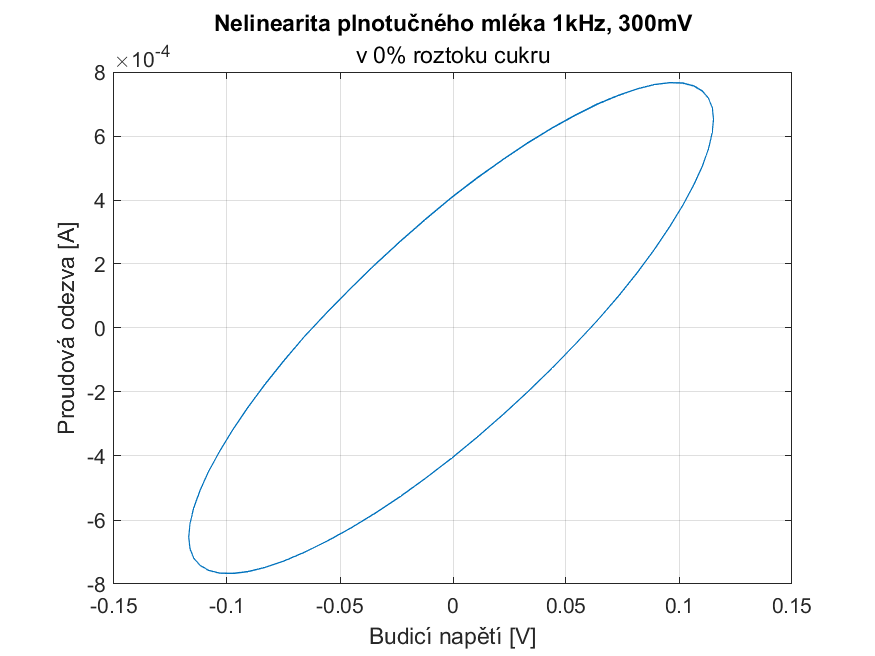 Nelinearita plnotučného mléka 1kHz, 300mV
v 0% roztoku cukru
×10-4
8
6
4
2
0
-2
-4
-6
-8
-0.15 -0.1 -0.05 0 0.05 0.1 0.15
Proudová odezva [A]
Budicí napětí [V]